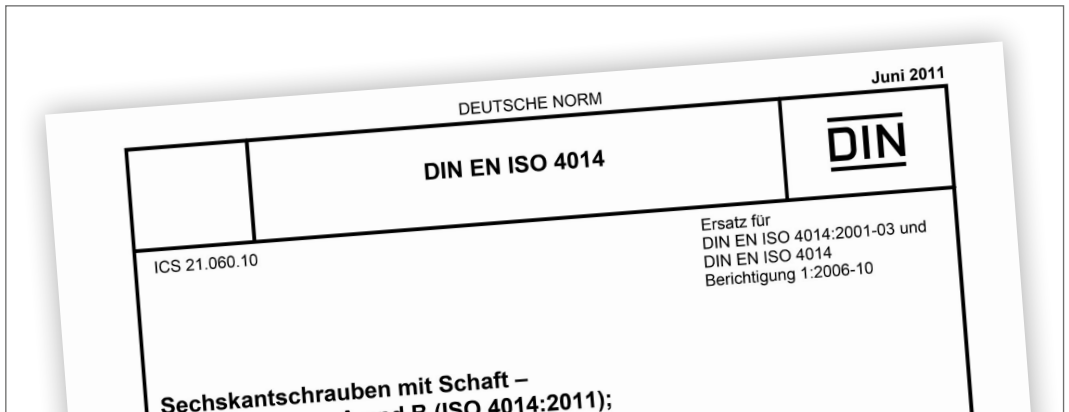 Juni 2011
DEUTSCHE NORM
DIN EN ISO 4014
DIN
ICS 21.060.10
Ersatz für
DIN EN ISO 4014:2001-03 und
DIN EN ISO 4014
Berichtigung 1:2006-10
Sechskantschrauben mit Schaft –
B (ISO 4014:2011);